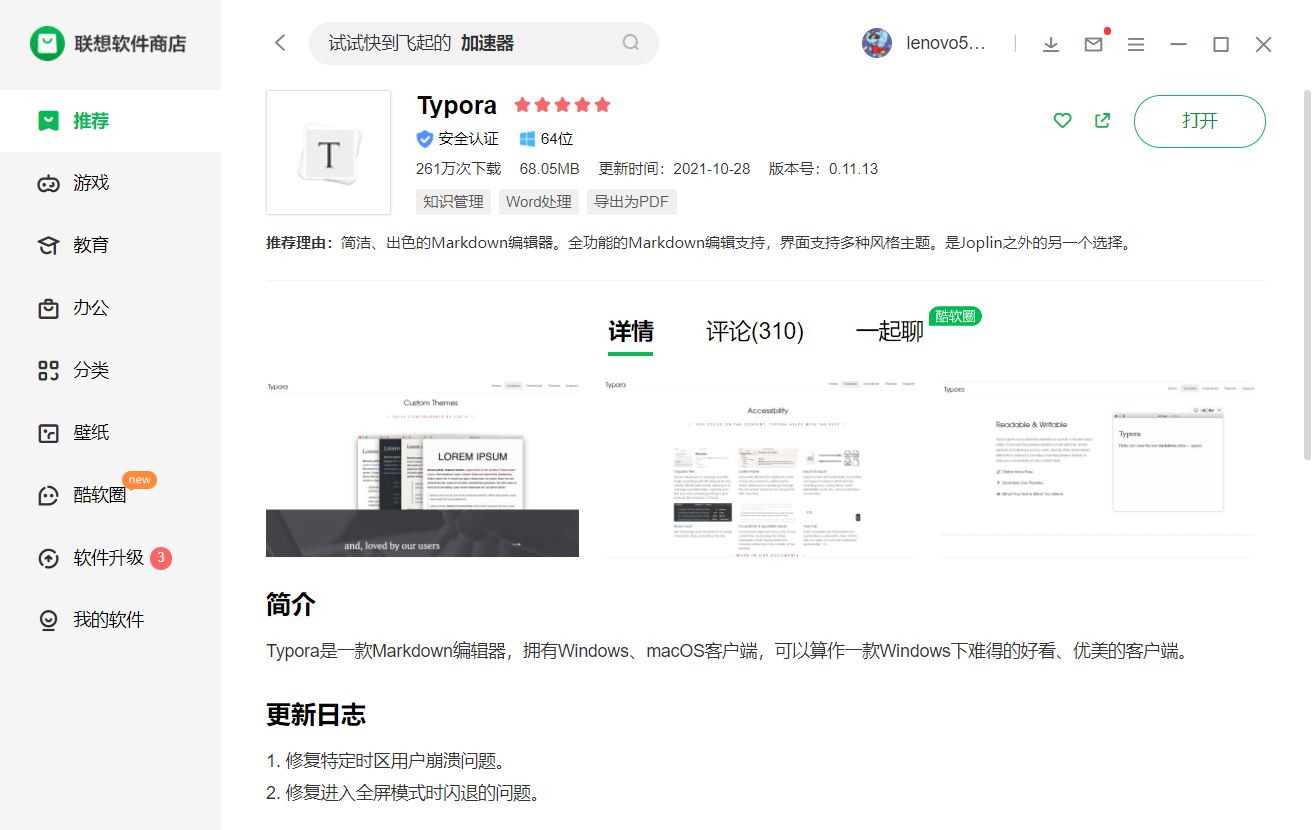 联想软件商店
试试快到飞起的 加速器
lenovo5...
推荐
游戏
教育
办公
分类
壁纸
酷软圈 new
软件升级 3
我的软件
T
Typora
安全认证 64位
261万次下载 68.05MB 更新时间：2021-10-28 版本号：0.11.13
知识管理 Word处理 导出为PDF
打开
推荐理由：简洁、出色的Markdown编辑器。全功能的Markdown编辑支持，界面支持多种风格主题。是Joplin之外的另一个选择。
详情 评论(310) 一起聊 酷软圈
Typora
Custom Themes
LOREM IPSUM
and, loved by our users
Typora
Accessibility
Typora
Readable & Writable
Typora
简介
Typora是一款Markdown编辑器，拥有Windows、macOS客户端，可以算作一款Windows下难得的好看、优美的客户端。
更新日志
1. 修复特定时区用户崩溃问题。
2. 修复进入全屏模式时闪退的问题。